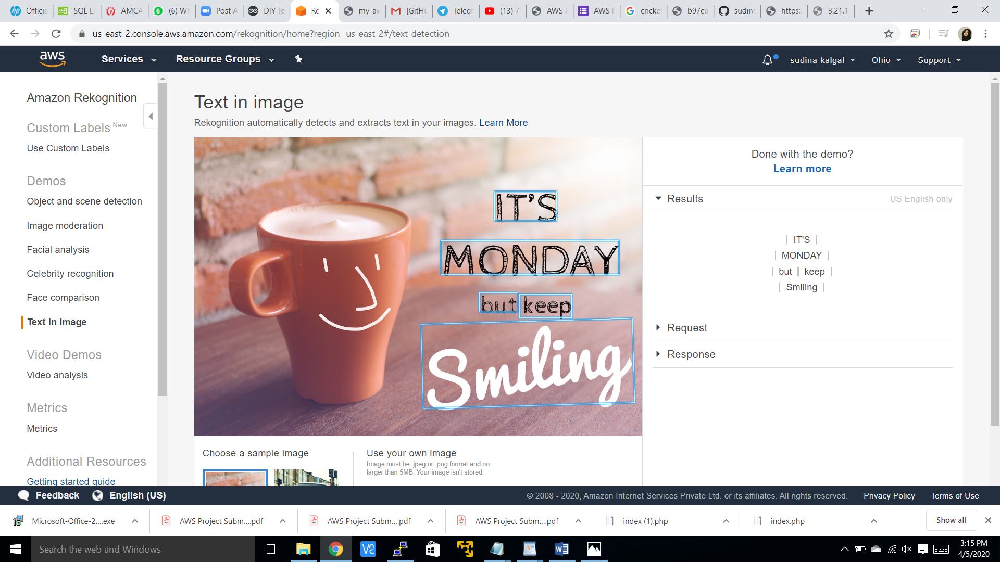 Officia
SQL LI
AMCA
(6) Wh
Post A
DIY Te
Re
my-aw
[GitHu
Telegr
(13) 7
AWS P
AWS P
cricke
b97ea
sudina
https:/
3.21.1
us-east-2.console.aws.amazon.com/rekognition/home?region=us-east-2#/text-detection
aws
Services
Resource Groups
sudina kalgal
Ohio
Support
Amazon Rekognition
Custom Labels New
Use Custom Labels
Demos
Object and scene detection
Image moderation
Facial analysis
Celebrity recognition
Face comparison
Text in image
Video Demos
Video analysis
Metrics
Metrics
Additional Resources
Getting started guide
Text in image
Rekognition automatically detects and extracts text in your images. Learn More
IT'S
MONDAY
but keep
Smiling
Choose a sample image
Use your own image
Image must be .jpeg or .png format and no
larger than 5MB. Your image isn't stored.
Done with the demo?
Learn more
Results
US English only
| IT'S |
| MONDAY |
| but | keep |
| Smiling |
Request
Response
Feedback
English (US)
© 2008 - 2020, Amazon Internet Services Private Ltd. or its affiliates. All rights reserved.
Privacy Policy
Terms of Use
Microsoft-Office-2....exe
AWS Project Subm....pdf
AWS Project Subm....pdf
AWS Project Subm....pdf
index (1).php
index.php
Show all
Search the web and Windows
3:15 PM
4/5/2020